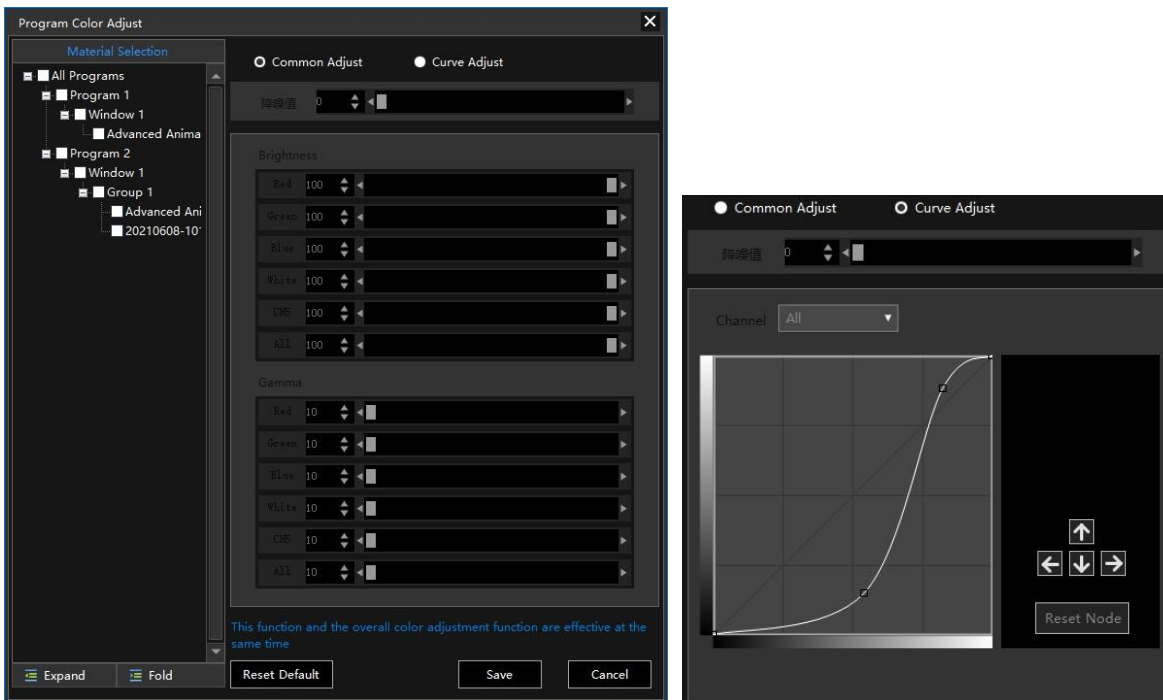 Program Color Adjust
Material Selection
All Programs
Program 1
Window 1
Advanced Anima
Program 2
Window 1
Group 1
Advanced Ani
20210608-10
Expand
Fold
Common Adjust
Curve Adjust
降噪值 0
Brightness
Red 100
Green 100
Blue 100
White 100
CH5 100
All 100
Gamma
Red 10
Green 10
Blue 10
White 10
CH5 10
All 10
This function and the overall color adjustment function are effective at the
same time
Reset Default
Save
Cancel
Common Adjust
Curve Adjust
降噪值 0
Channel All
Reset Node